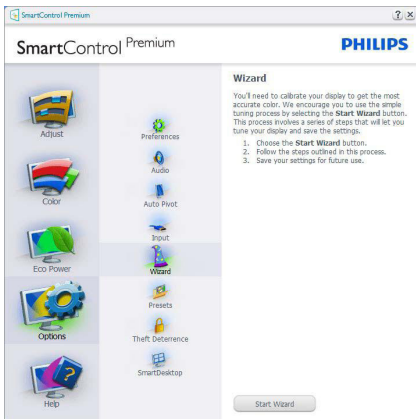 SmartControl Premium
SmartControl Premium
PHILIPS
Adjust
Color
Eco Power
Options
Help
Preferences
Audio
Auto Pivot
Input
Wizard
Presets
Theft Deterrence
SmartDesktop
Wizard
You'll need to calibrate your display to get the most
accurate color. We encourage you to use the simple
tuning process by selecting the Start Wizard button.
This process involves a series of steps that will let you
tune your display and save the settings.
1. Choose the Start Wizard button.
2. Follow the steps outlined in this process.
3. Save your settings for future use.
Start Wizard